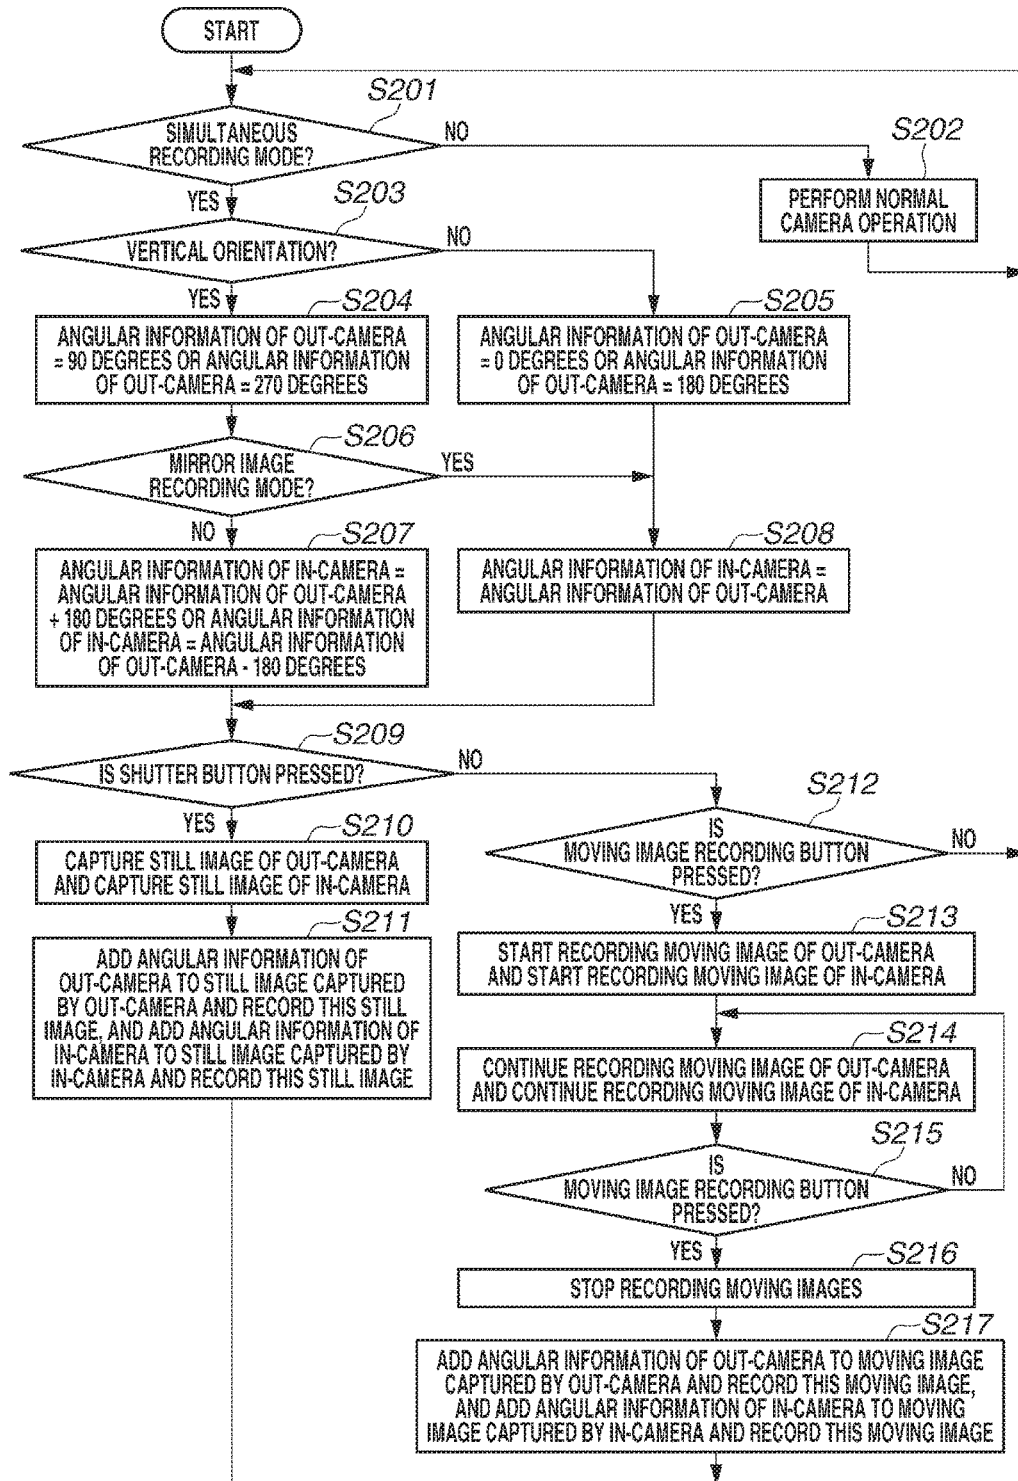 START
S201
SIMULTANEOUS
RECORDING MODE?
NO
YES
S202
PERFORM NORMAL
CAMERA OPERATION
S203
VERTICAL ORIENTATION?
NO
YES
S204
ANGULAR INFORMATION OF OUT-CAMERA
= 90 DEGREES OR ANGULAR INFORMATION
OF OUT-CAMERA = 270 DEGREES
S205
ANGULAR INFORMATION OF OUT-CAMERA
= 0 DEGREES OR ANGULAR INFORMATION
OF OUT-CAMERA = 180 DEGREES
S206
MIRROR IMAGE
RECORDING MODE?
YES
NO
S207
ANGULAR INFORMATION OF IN-CAMERA =
ANGULAR INFORMATION OF OUT-CAMERA
+ 180 DEGREES OR ANGULAR INFORMATION
OF IN-CAMERA = ANGULAR INFORMATION
OF OUT-CAMERA - 180 DEGREES
S208
ANGULAR INFORMATION OF IN-CAMERA =
ANGULAR INFORMATION OF OUT-CAMERA
S209
IS SHUTTER BUTTON PRESSED?
NO
YES
S210
CAPTURE STILL IMAGE OF OUT-CAMERA
AND CAPTURE STILL IMAGE OF IN-CAMERA
S211
ADD ANGULAR INFORMATION OF
OUT-CAMERA TO STILL IMAGE CAPTURED
BY OUT-CAMERA AND RECORD THIS STILL
IMAGE, AND ADD ANGULAR INFORMATION OF
IN-CAMERA TO STILL IMAGE CAPTURED BY
IN-CAMERA AND RECORD THIS STILL IMAGE
S212
IS
MOVING IMAGE RECORDING BUTTON
PRESSED?
NO
YES
S213
START RECORDING MOVING IMAGE OF OUT-CAMERA
AND START RECORDING MOVING IMAGE OF IN-CAMERA
S214
CONTINUE RECORDING MOVING IMAGE OF OUT-CAMERA
AND CONTINUE RECORDING MOVING IMAGE OF IN-CAMERA
S215
IS
MOVING IMAGE RECORDING BUTTON
PRESSED?
NO
YES
S216
STOP RECORDING MOVING IMAGES
S217
ADD ANGULAR INFORMATION OF OUT-CAMERA TO MOVING IMAGE
CAPTURED BY OUT-CAMERA AND RECORD THIS MOVING IMAGE,
AND ADD ANGULAR INFORMATION OF IN-CAMERA TO MOVING
IMAGE CAPTURED BY IN-CAMERA AND RECORD THIS MOVING IMAGE